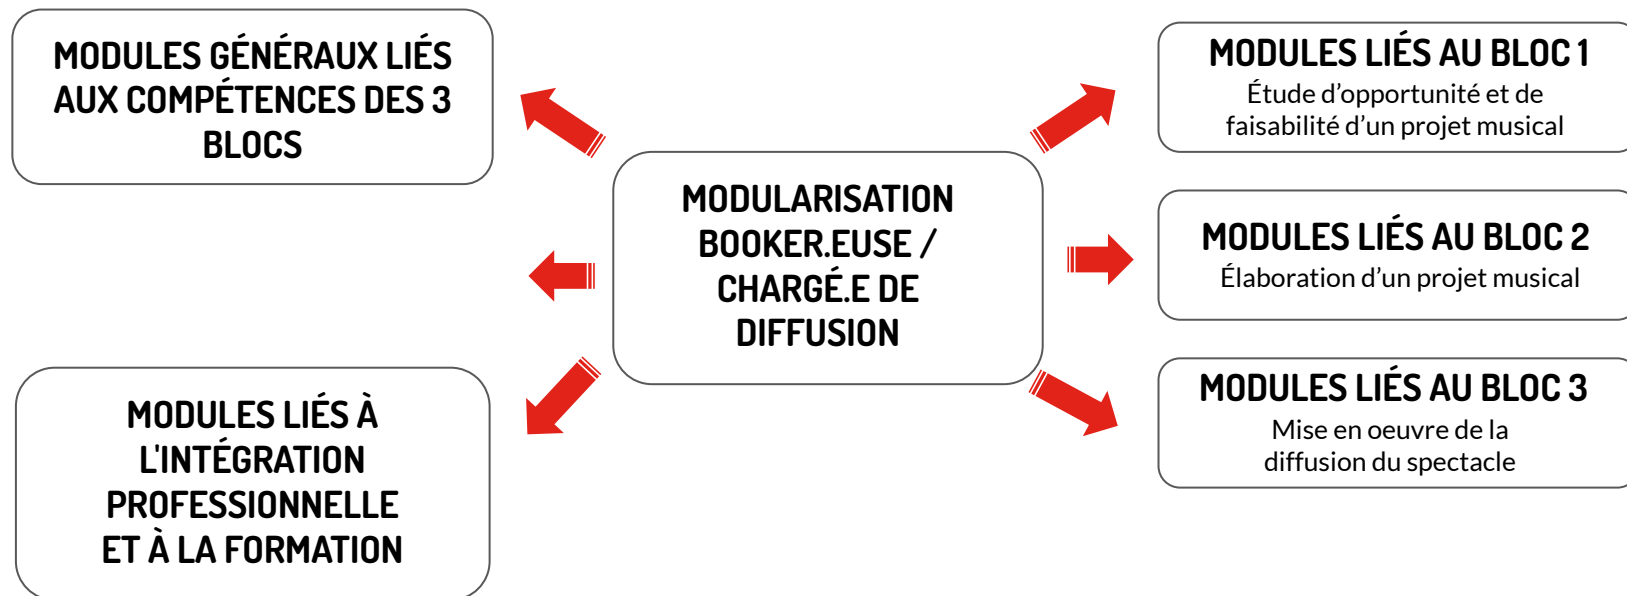 MODULES GÉNÉRAUX LIÉS
AUX COMPÉTENCES DES 3
BLOCS
MODULES LIÉS À
L'INTÉGRATION
PROFESSIONNELLE
ET À LA FORMATION
MODULARISATION
BOOKER.EUSE /
CHARGÉ.E DE
DIFFUSION
MODULES LIÉS AU BLOC 1
Étude d’opportunité et de
faisabilité d’un projet musical
MODULES LIÉS AU BLOC 2
Élaboration d’un projet musical
MODULES LIÉS AU BLOC 3
Mise en oeuvre de la
diffusion du spectacle